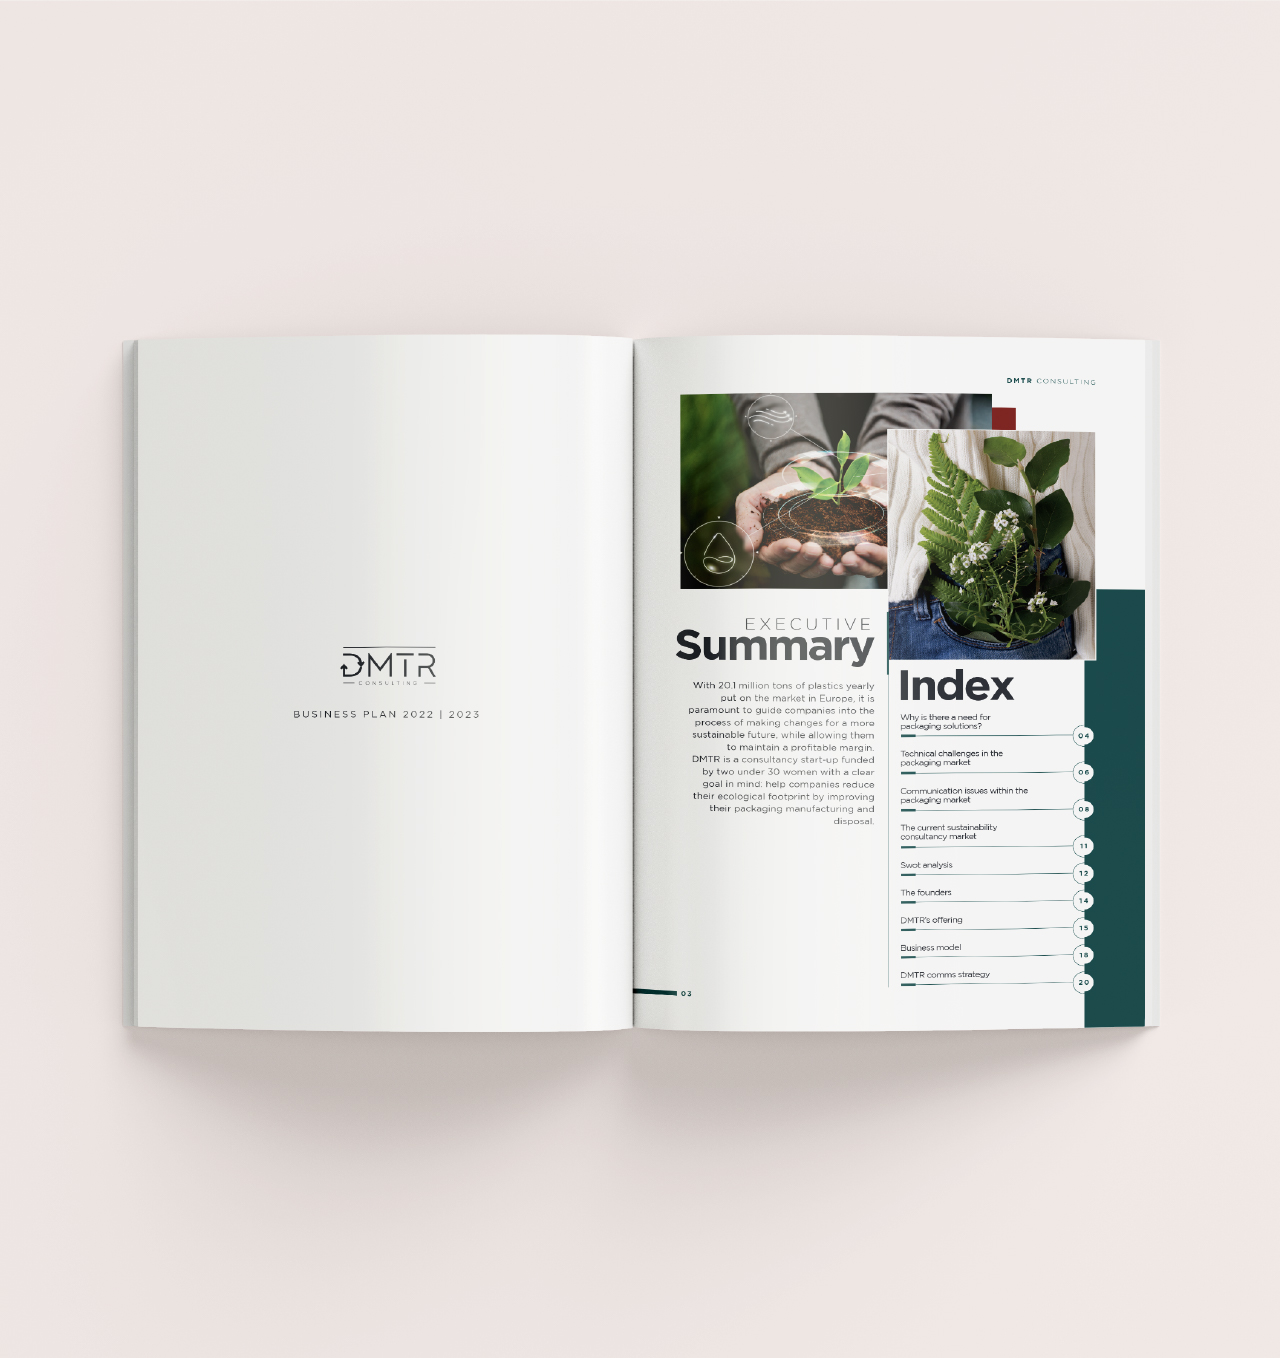 DMTR
CONSULTING
BUSINESS PLAN 2022 | 2023
DMTR CONSULTING
EXECUTIVE
Summary
With 20,1 million tons of plastics yearly
put on the market in Europe, it is
paramount to guide companies into the
process of making changes for a more
sustainable future, while allowing them
to maintain a profitable margin.
DMTR is a consultancy start-up funded
by two under 30 women with a clear
goal in mind: help companies reduce
their ecological footprint by improving
their packaging manufacturing and
disposal.
03
Index
Why is there a need for
packaging solutions?
04
Technical challenges in the
packaging market
06
Communication issues within the
packaging market
08
The current sustainability
consultancy market
11
Swot analysis
12
The founders
14
DMTR's offering
15
Business model
18
DMTR comms strategy
20